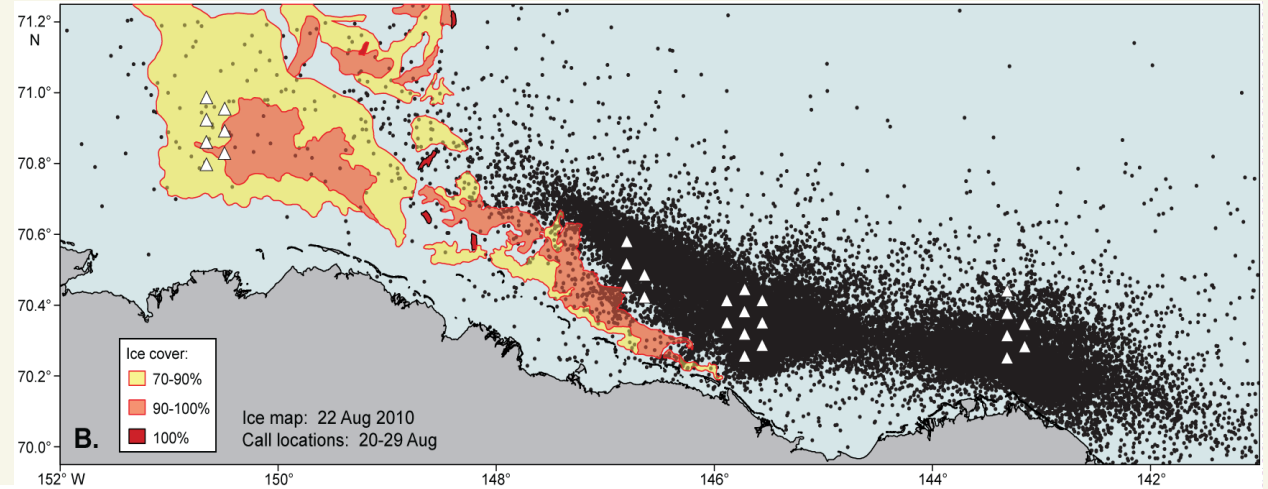 71.2°
N
71.0°
70.8°
70.6°
70.4°
70.2°
70.0°
Ice cover:
70-90%
90-100%
100%
B.
Ice map: 22 Aug 2010
Call locations: 20-29 Aug
152° W
150°
148°
146°
144°
142°